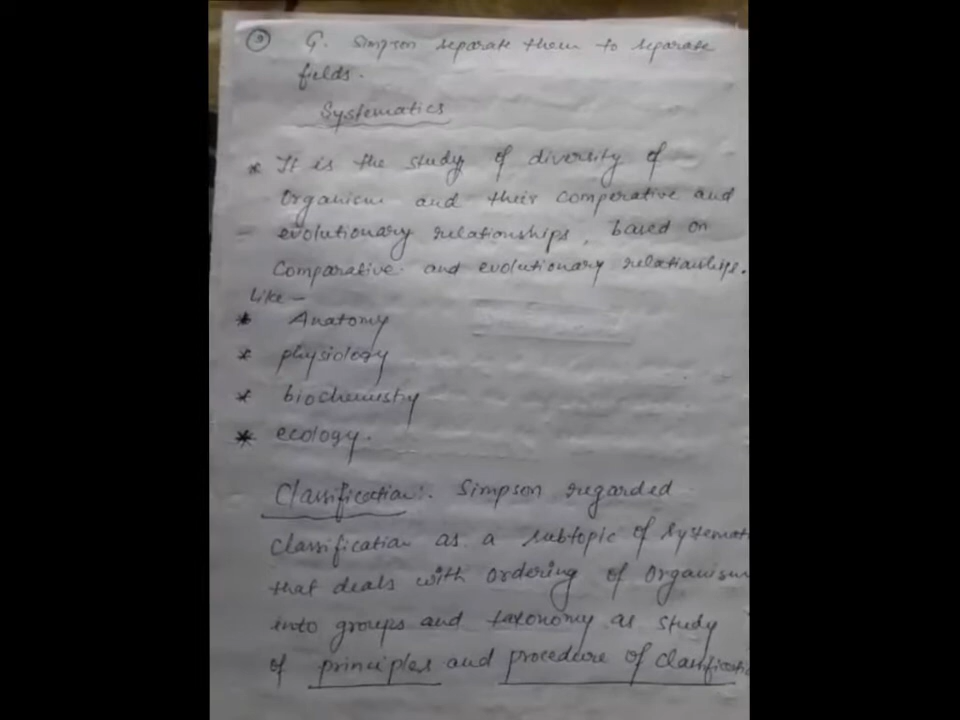 ③ G. Simpson separate them to separate
fields.
Systematics
* It is the study of diversity of
Organism and their comperative and
evolutionary relationships, based on
Comparative and evolutionary relationships.
Like -
* Anatomy
* physiology
* biochemistry
* ecology.
Classification:. Simpson regarded
Classification as a subtopic of Systemat
that deals with ordering of Organism
into groups and taxonomy as study
of principles and procedure of classificatio